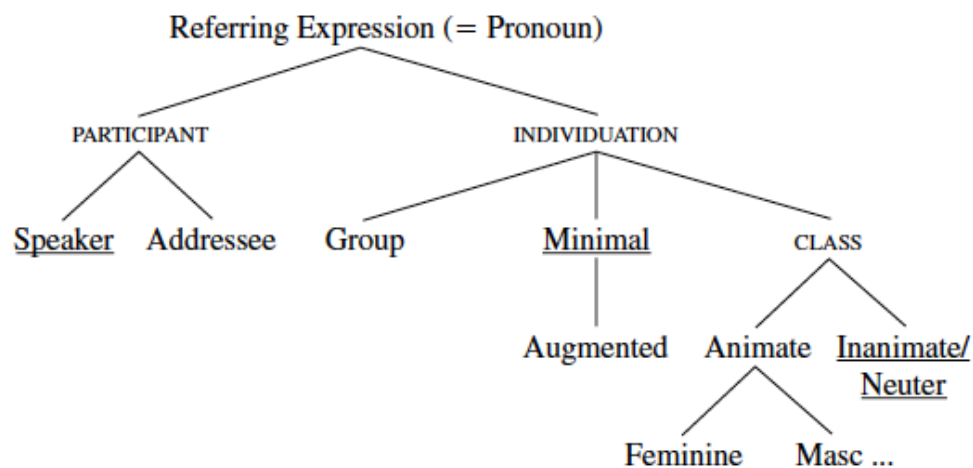 Referring Expression (= Pronoun)
PARTICIPANT INDIVIDUATION
Speaker Addressee Group Minimal CLASS
Augmented Animate Inanimate/
Neuter
Feminine Masc ...